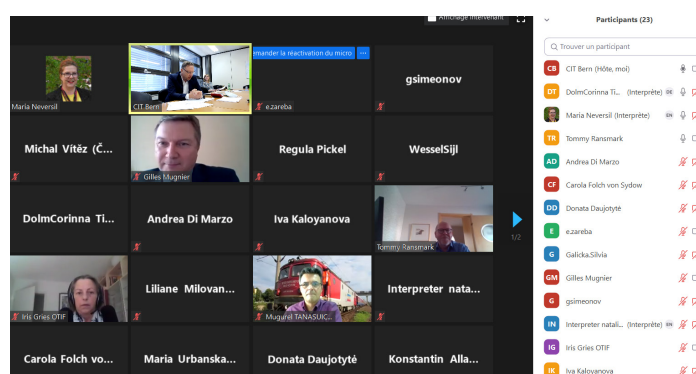 Affichage intervenant
Participants (23)
emander la réactivation du micro ...
Trouver un participant
Maria Neversil
CIT Bern
e.zareba
gsimeonov
Michal Vítěz (Č...
Gilles Mugnier
Regula Pickel
WesselSijl
DolmCorinna Ti...
Andrea Di Marzo
Iva Kaloyanova
Tommy Ransmark
1/2
Iris Gries OTIF
Liliane Milovan...
Mugurel TANASUIC...
Interpreter nata...
Carola Folch vo...
Maria Urbanska...
Donata Daujotytė
Konstantin Alla...
CB CIT Bern (Hôte, moi)
DT DolmCorinna Ti... (Interprète) DE
Maria Neversil (Interprète) EN
TR Tommy Ransmark
AD Andrea Di Marzo
CF Carola Folch von Sydow
DD Donata Daujotytė
E e.zareba
G Galicka.Silvia
GM Gilles Mugnier
G gsimeonov
IN Interpreter natali... (Interprète) EN
IG Iris Gries OTIF
IK Iva Kaloyanova